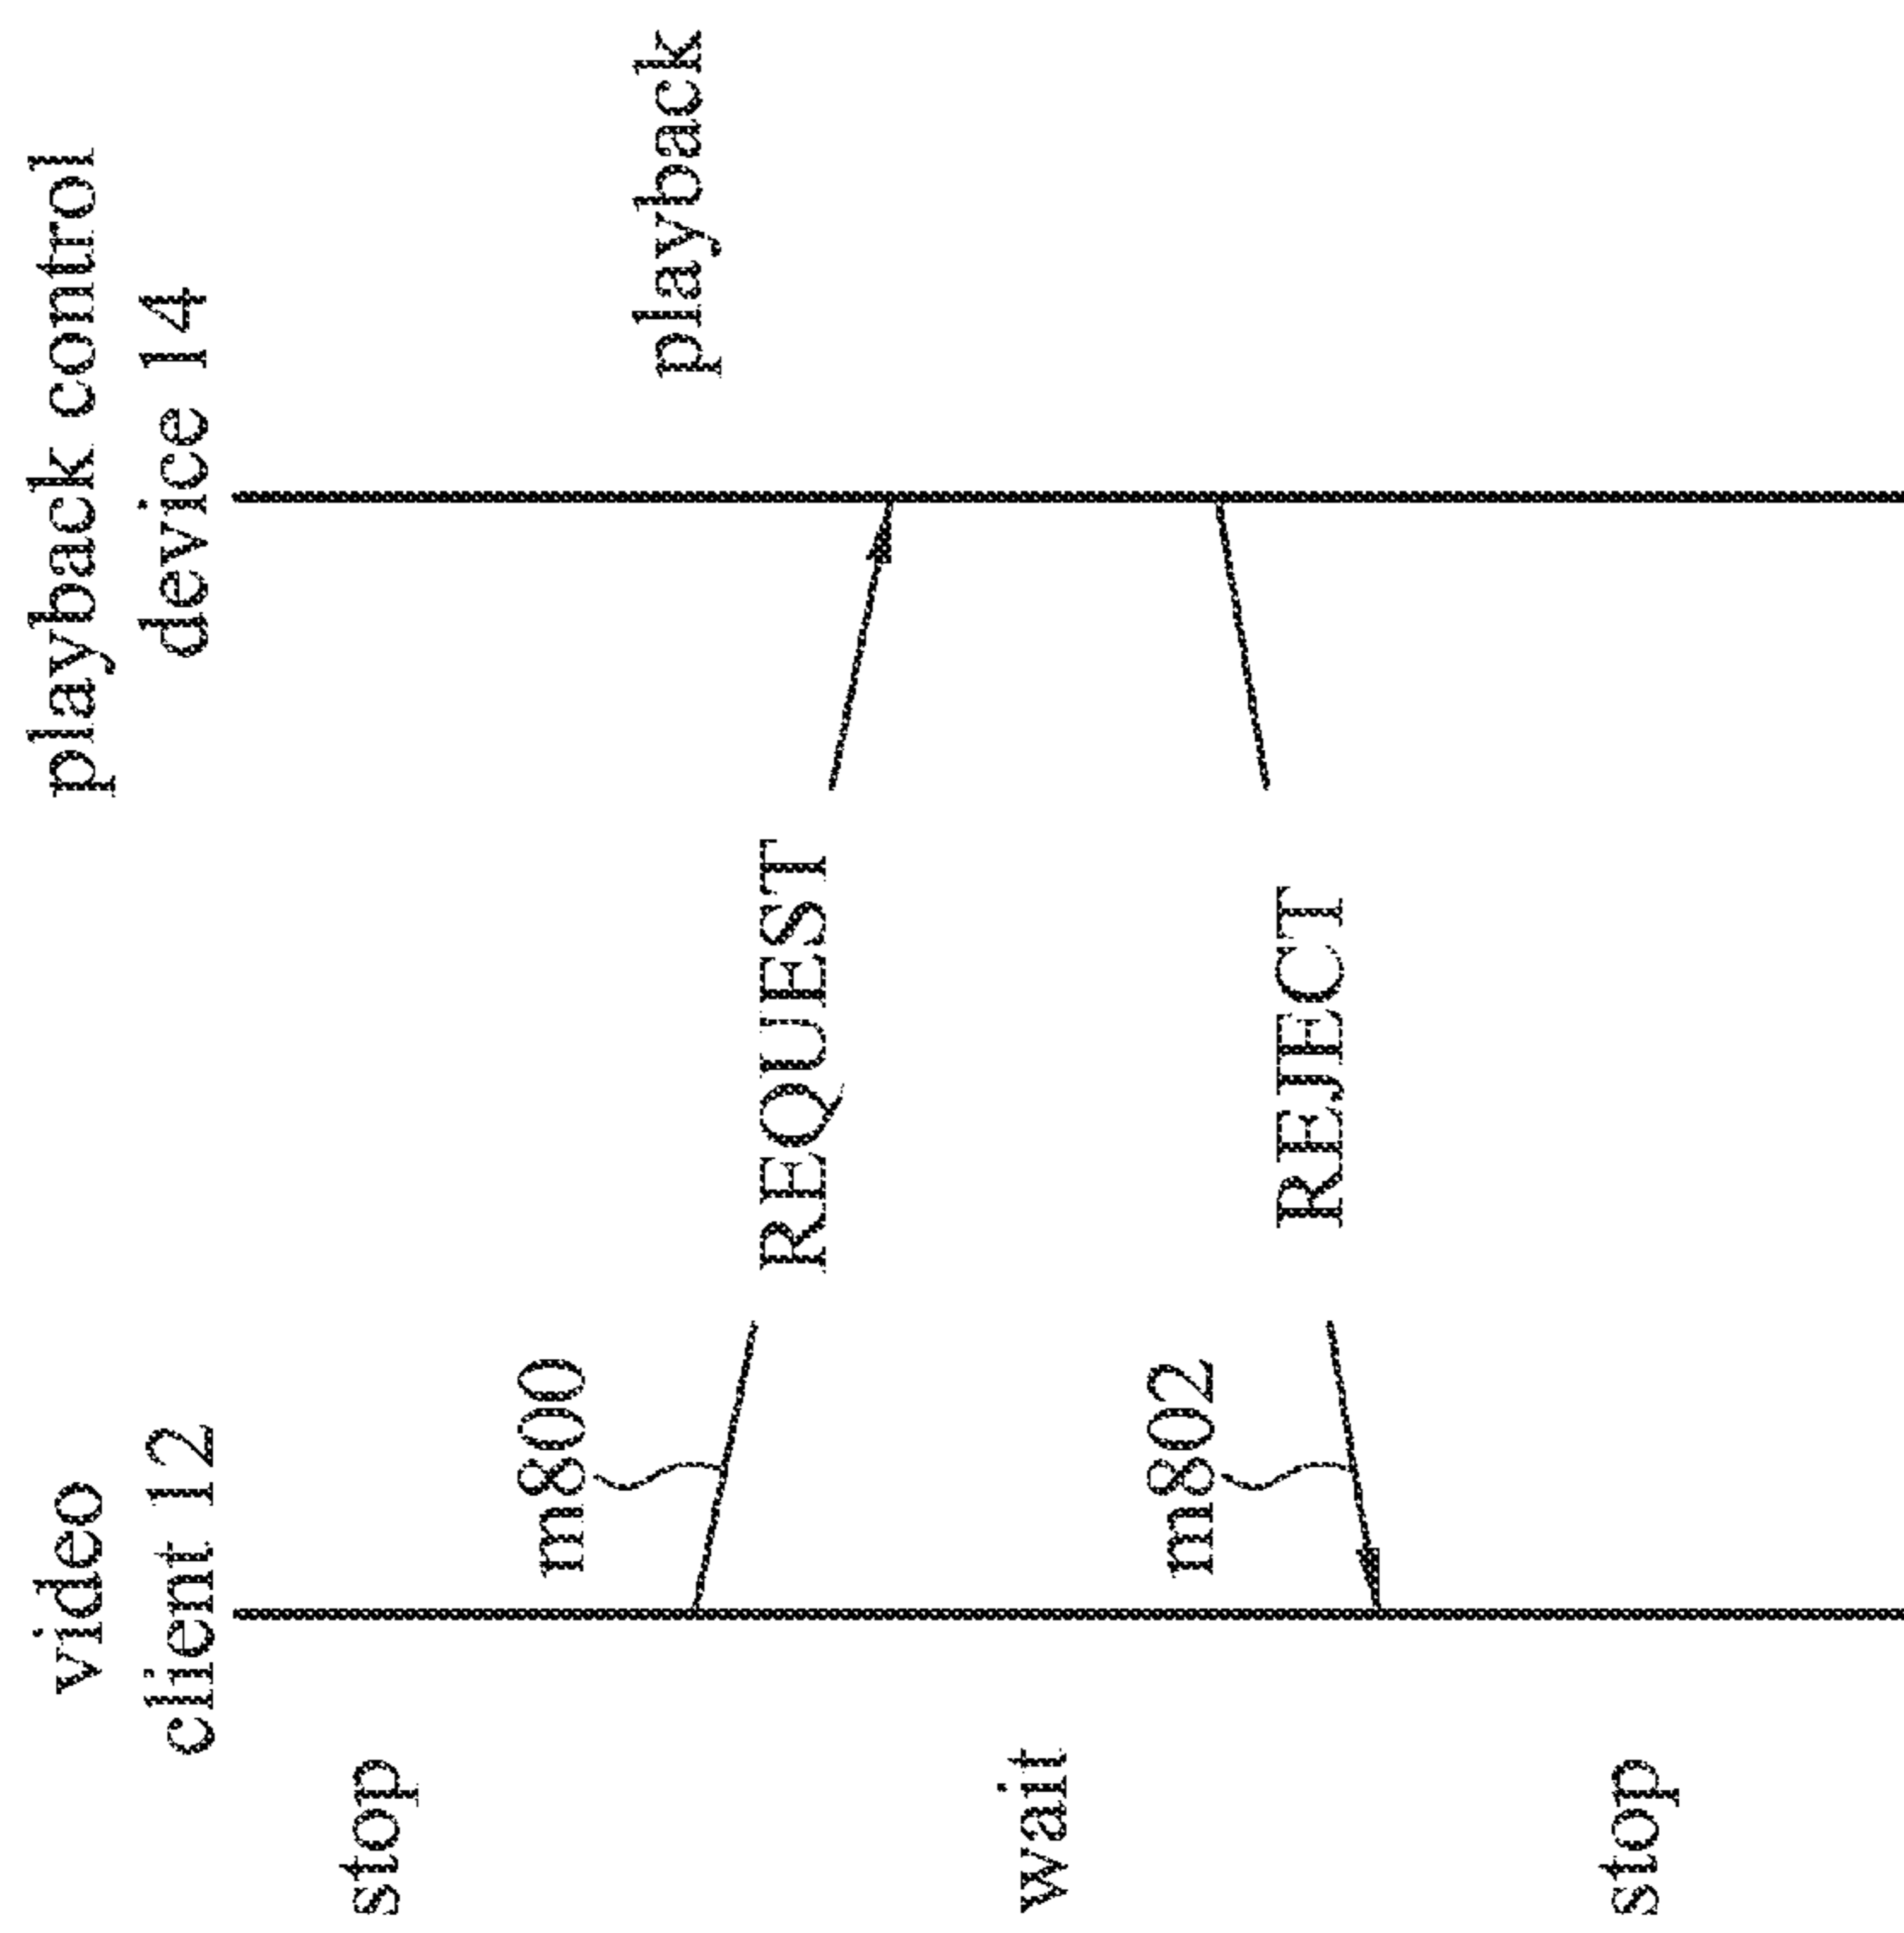 video
client 12
playback control
device 14
stop
m800
REQUEST
playback
wait
m802
REJECT
stop